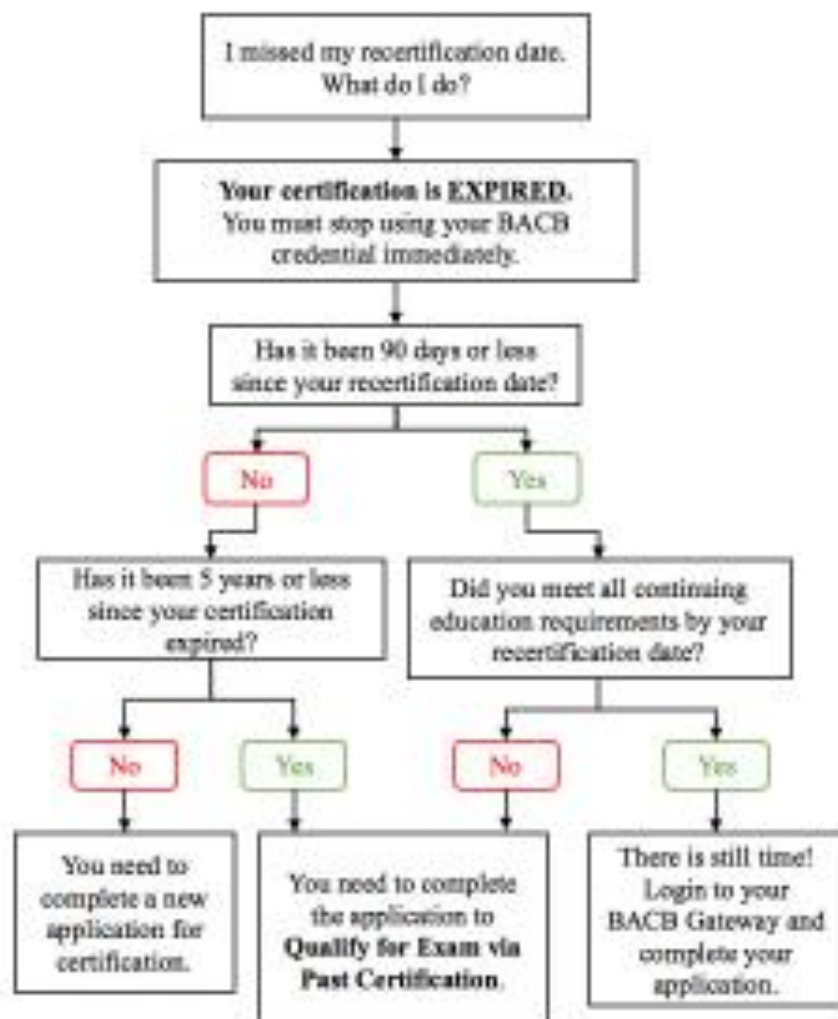 I missed my recertification date.
What do I do?
Your certification is EXPIRED.
You must stop using your BACB
credential immediately.
Has it been 90 days or less
since your recertification date?
No
Yes
Has it been 5 years or less
since your certification
expired?
Did you meet all continuing
education requirements by your
recertification date?
No
Yes
No
Yes
You need to
complete a new
application for
certification.
You need to complete
the application to
Qualify for Exam via
Past Certification.
There is still time!
Login to your
BACB Gateway and
complete your
application.